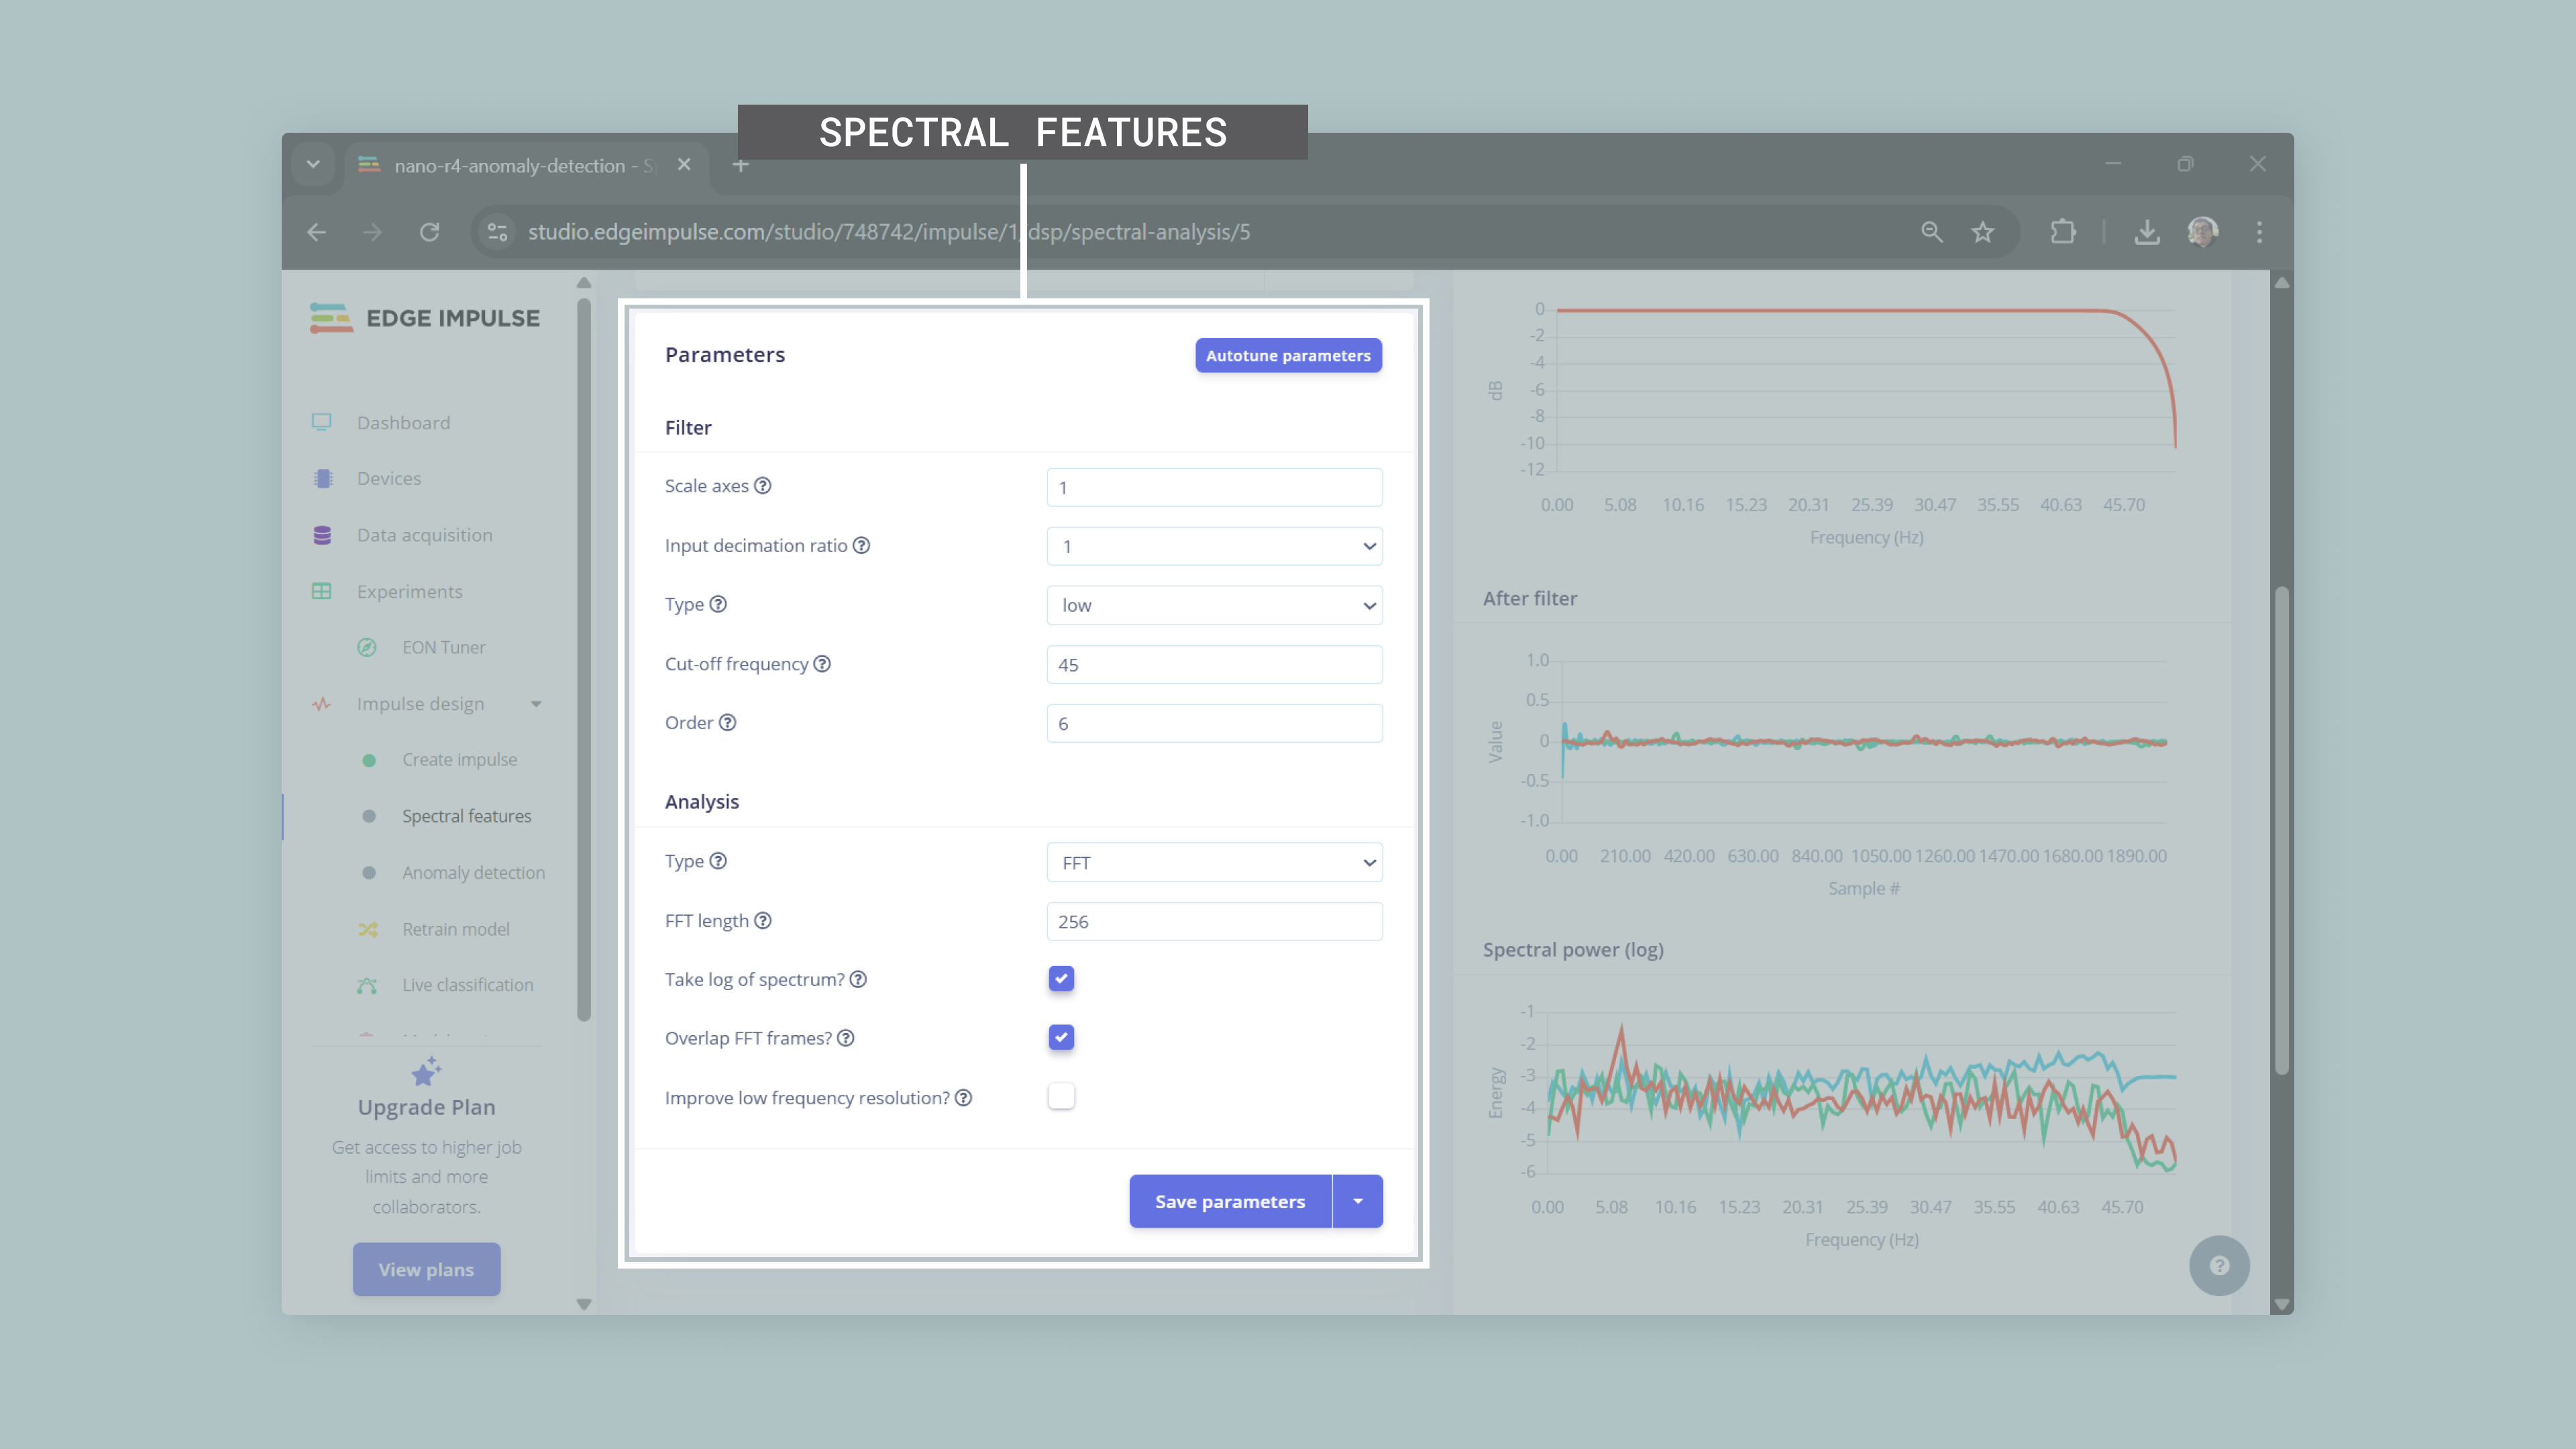 SPECTRAL FEATURES
nano-r4-anomaly-detection - S
studio.edgeimpulse.com/studio/748742/impulse/1/dsp/spectral-analysis/5
EDGE IMPULSE
Dashboard
Devices
Data acquisition
Experiments
EON Tuner
Impulse design
Create impulse
Spectral features
Anomaly detection
Retrain model
Live classification
Upgrade Plan
Get access to higher job
limits and more
collaborators.
View plans
Parameters
Autotune parameters
Filter
Scale axes
1
Input decimation ratio
1
Type
low
Cut-off frequency
45
Order
6
Analysis
Type
FFT
FFT length
256
Take log of spectrum?
Overlap FFT frames?
Improve low frequency resolution?
Save parameters
0
-2
-4
-6
-8
-10
-12
dB
0.00 5.08 10.16 15.23 20.31 25.39 30.47 35.55 40.63 45.70
Frequency (Hz)
After filter
1.0
0.5
0
-0.5
-1.0
Value
0.00 210.00 420.00 630.00 840.00 1050.00 1260.00 1470.00 1680.00 1890.00
Sample #
Spectral power (log)
-1
-2
-3
-4
-5
-6
Energy
0.00 5.08 10.16 15.23 20.31 25.39 30.47 35.55 40.63 45.70
Frequency (Hz)